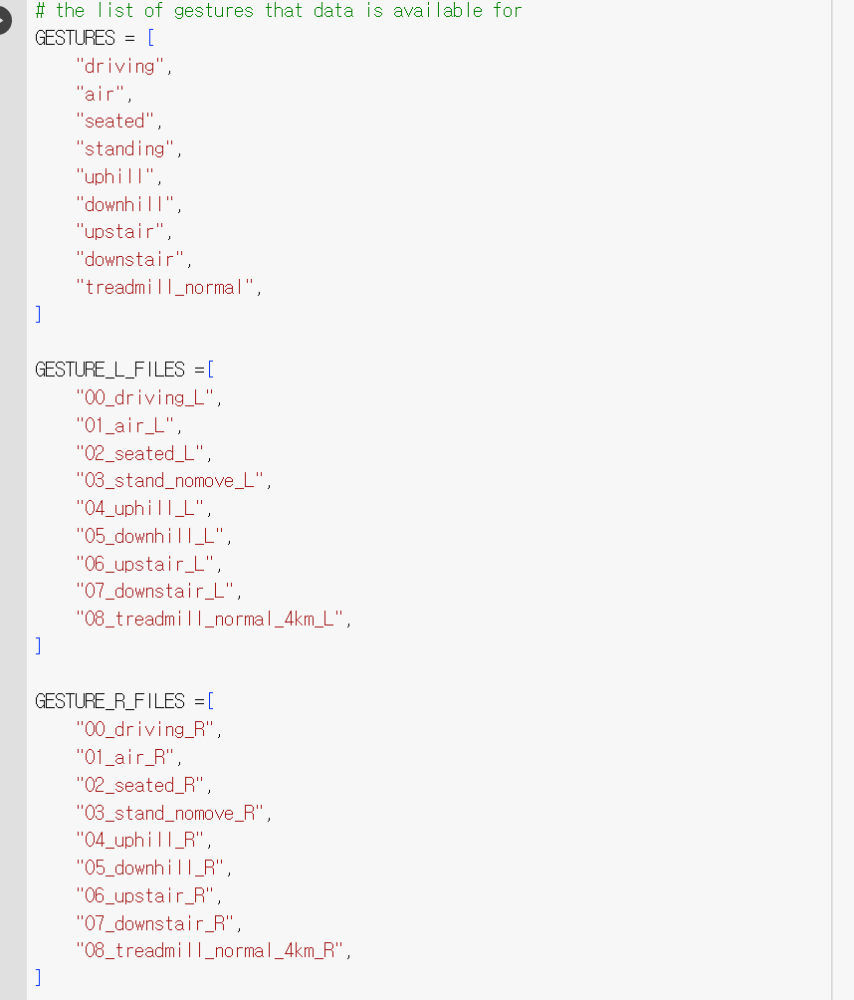 # the list of gestures that data is available for
GESTURES = [
    "driving",
    "air",
    "seated",
    "standing",
    "uphill",
    "downhill",
    "upstair",
    "downstair",
    "treadmill_normal",
]

GESTURE_L_FILES =[
    "00_driving_L",
    "01_air_L",
    "02_seated_L",
    "03_stand_nomove_L",
    "04_uphill_L",
    "05_downhill_L",
    "06_upstair_L",
    "07_downstair_L",
    "08_treadmill_normal_4km_L",
]

GESTURE_R_FILES =[
    "00_driving_R",
    "01_air_R",
    "02_seated_R",
    "03_stand_nomove_R",
    "04_uphill_R",
    "05_downhill_R",
    "06_upstair_R",
    "07_downstair_R",
    "08_treadmill_normal_4km_R",
]